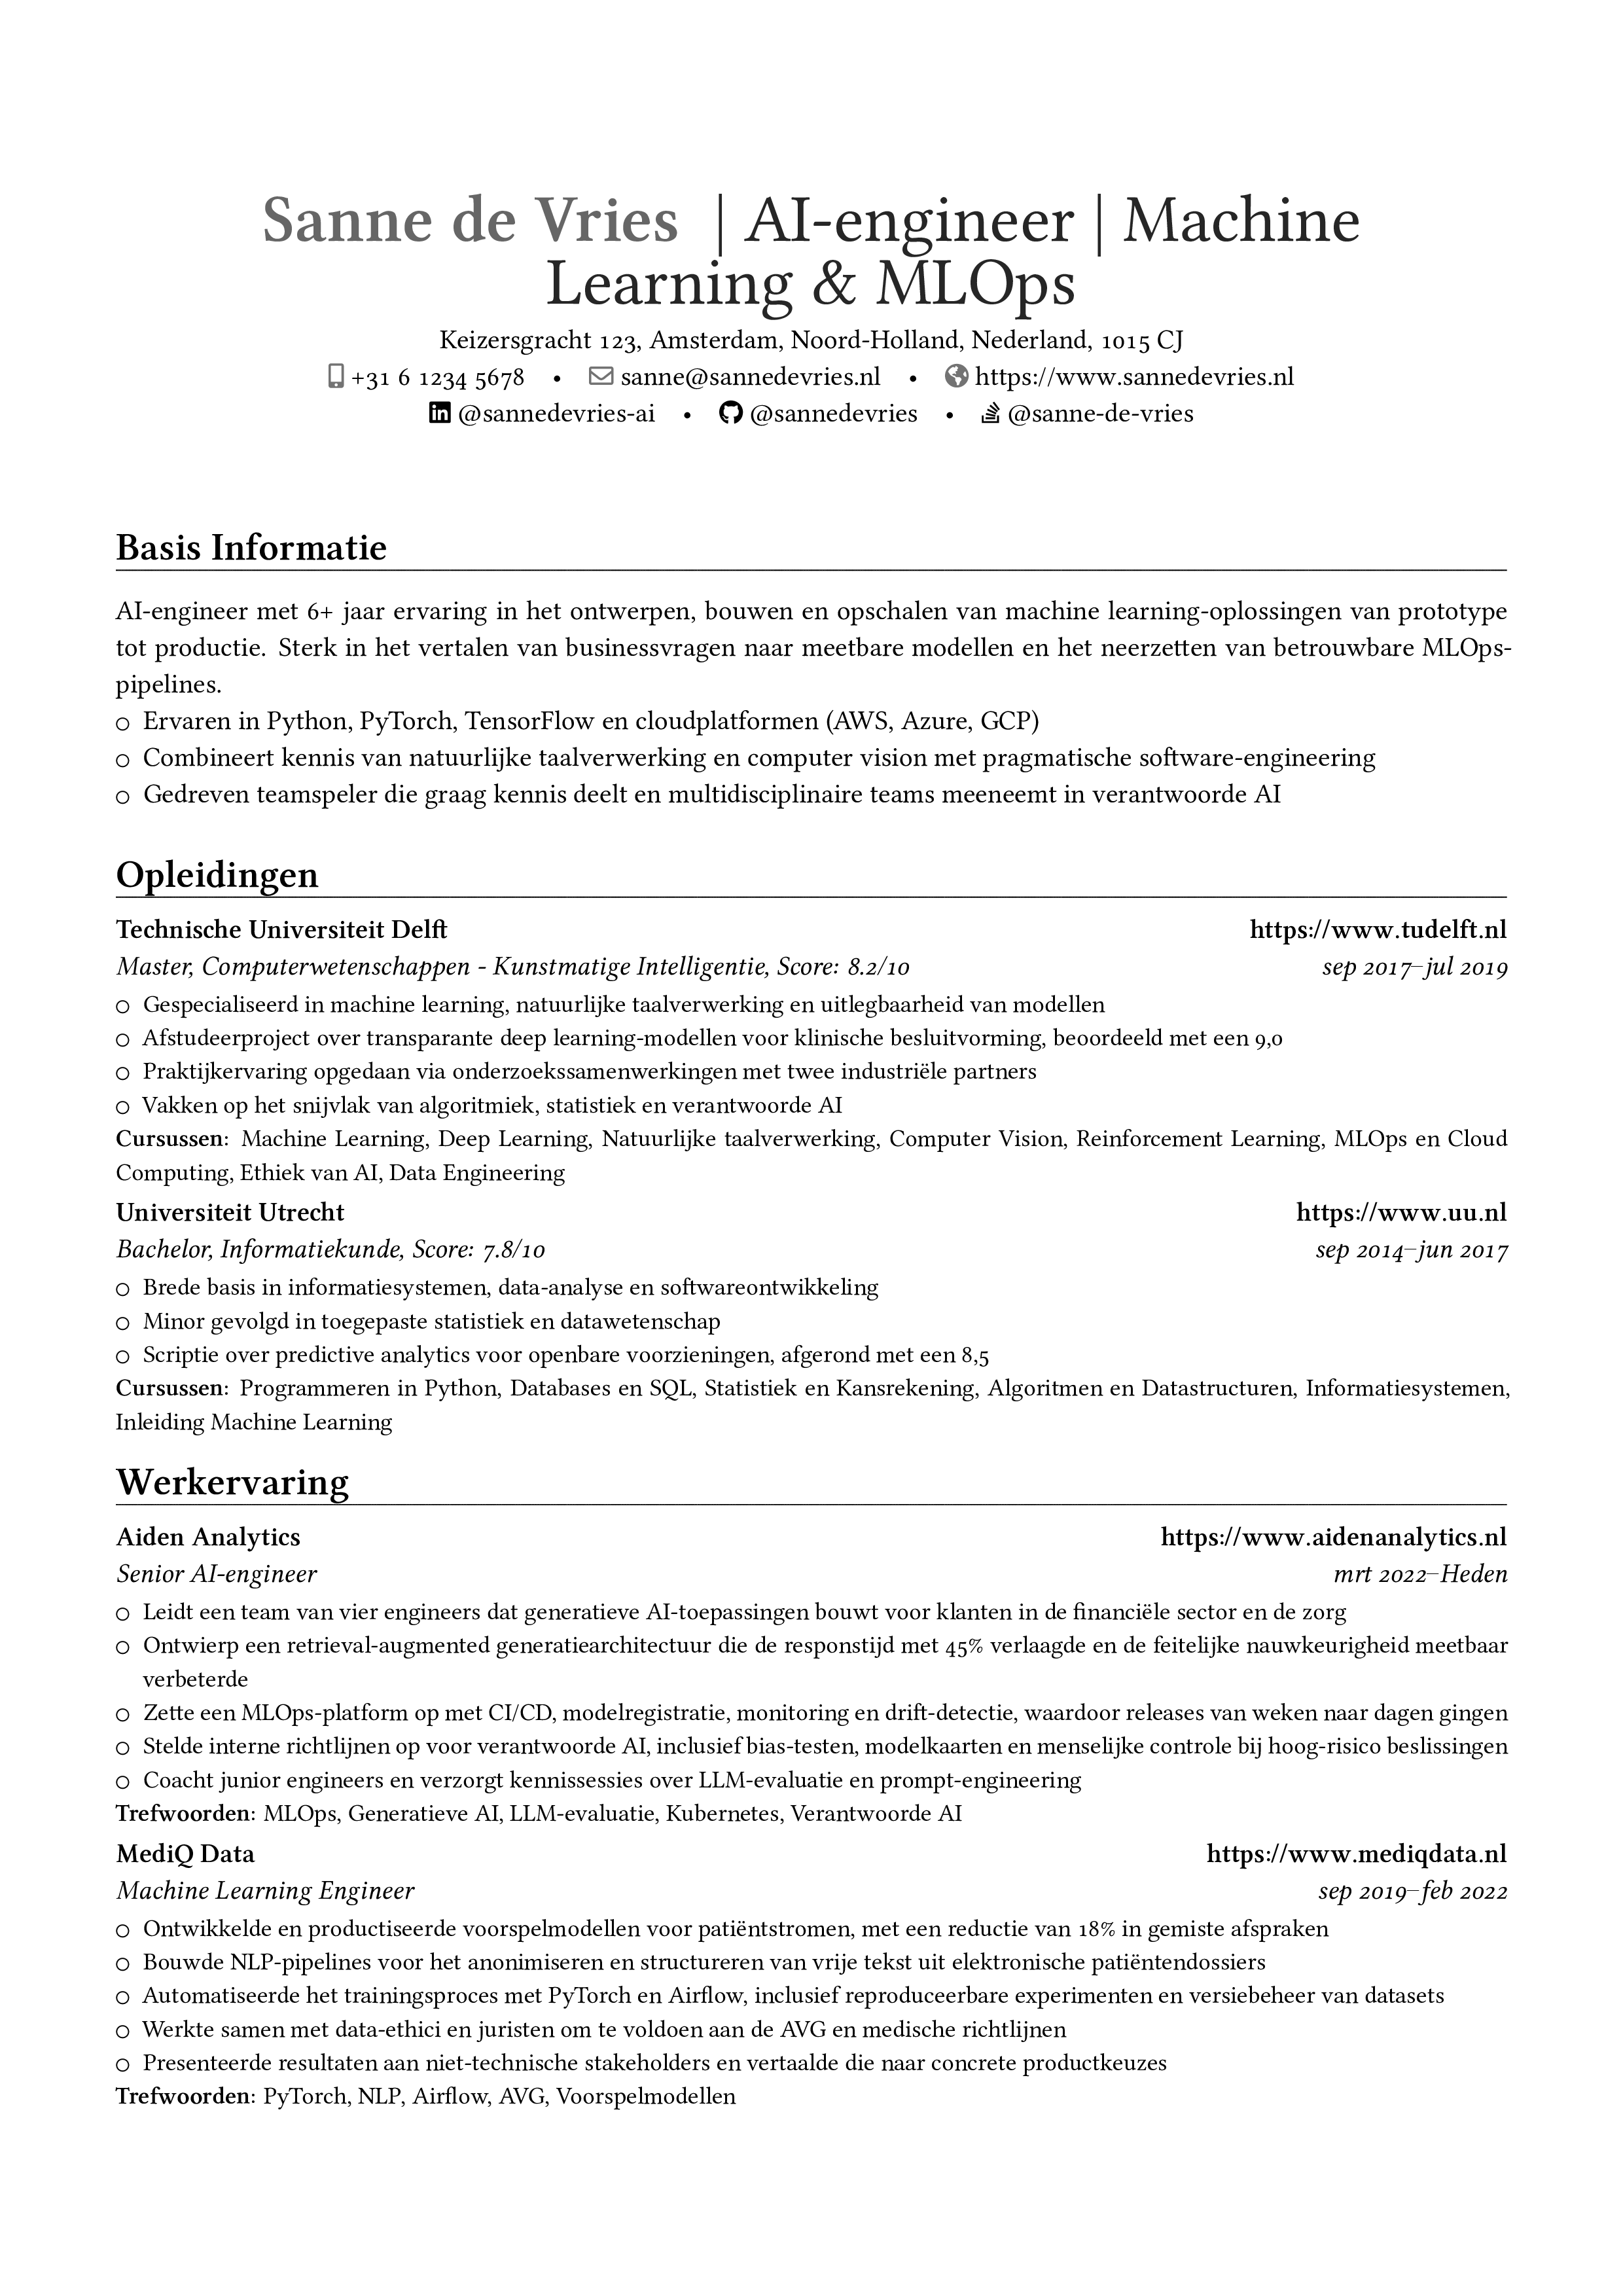 Sanne de Vries | AI-engineer | Machine
Learning & MLOps
Keizersgracht 123, Amsterdam, Noord-Holland, Nederland, 1015 CJ
+31 6 1234 5678 • sanne@sannedevries.nl • https://www.sannedevries.nl
@sannedevries-ai • @sannedevries • @sanne-de-vries
Basis Informatie
AI-engineer met 6+ jaar ervaring in het ontwerpen, bouwen en opschalen van machine learning-oplossingen van prototype
tot productie. Sterk in het vertalen van businessvragen naar meetbare modellen en het neerzetten van betrouwbare MLOps-
pipelines.
○ Ervaren in Python, PyTorch, TensorFlow en cloudplatformen (AWS, Azure, GCP)
○ Combineert kennis van natuurlijke taalverwerking en computer vision met pragmatische software-engineering
○ Gedreven teamspeler die graag kennis deelt en multidisciplinaire teams meeneemt in verantwoorde AI
Opleidingen
Technische Universiteit Delft https://www.tudelft.nl
Master, Computerwetenschappen - Kunstmatige Intelligentie, Score: 8.2/10 sep 2017–jul 2019
○ Gespecialiseerd in machine learning, natuurlijke taalverwerking en uitlegbaarheid van modellen
○ Afstudeerproject over transparante deep learning-modellen voor klinische besluitvorming, beoordeeld met een 9,0
○ Praktijkervaring opgedaan via onderzoekssamenwerkingen met twee industriële partners
○ Vakken op het snijvlak van algoritmiek, statistiek en verantwoorde AI
Cursussen: Machine Learning, Deep Learning, Natuurlijke taalverwerking, Computer Vision, Reinforcement Learning, MLOps en Cloud
Computing, Ethiek van AI, Data Engineering
Universiteit Utrecht https://www.uu.nl
Bachelor, Informatiekunde, Score: 7.8/10 sep 2014–jun 2017
○ Brede basis in informatiesystemen, data-analyse en softwareontwikkeling
○ Minor gevolgd in toegepaste statistiek en datawetenschap
○ Scriptie over predictive analytics voor openbare voorzieningen, afgerond met een 8,5
Cursussen: Programmeren in Python, Databases en SQL, Statistiek en Kansrekening, Algoritmen en Datastructuren, Informatiesystemen,
Inleiding Machine Learning
Werkervaring
Aiden Analytics https://www.aidenanalytics.nl
Senior AI-engineer mrt 2022–Heden
○ Leidt een team van vier engineers dat generatieve AI-toepassingen bouwt voor klanten in de financiële sector en de zorg
○ Ontwierp een retrieval-augmented generatiearchitectuur die de responstijd met 45% verlaagde en de feitelijke nauwkeurigheid meetbaar
verbeterde
○ Zette een MLOps-platform op met CI/CD, modelregistratie, monitoring en drift-detectie, waardoor releases van weken naar dagen gingen
○ Stelde interne richtlijnen op voor verantwoorde AI, inclusief bias-testen, modelkaarten en menselijke controle bij hoog-risico beslissingen
○ Coacht junior engineers en verzorgt kennissessies over LLM-evaluatie en prompt-engineering
Trefwoorden: MLOps, Generatieve AI, LLM-evaluatie, Kubernetes, Verantwoorde AI
MediQ Data https://www.mediqdata.nl
Machine Learning Engineer sep 2019–feb 2022
○ Ontwikkelde en productiseerde voorspelmodellen voor patiëntstromen, met een reductie van 18% in gemiste afspraken
○ Bouwde NLP-pipelines voor het anonimiseren en structureren van vrije tekst uit elektronische patiëntendossiers
○ Automatiseerde het trainingsproces met PyTorch en Airflow, inclusief reproduceerbare experimenten en versiebeheer van datasets
○ Werkte samen met data-ethici en juristen om te voldoen aan de AVG en medische richtlijnen
○ Presenteerde resultaten aan niet-technische stakeholders en vertaalde die naar concrete productkeuzes
Trefwoorden: PyTorch, NLP, Airflow, AVG, Voorspelmodellen